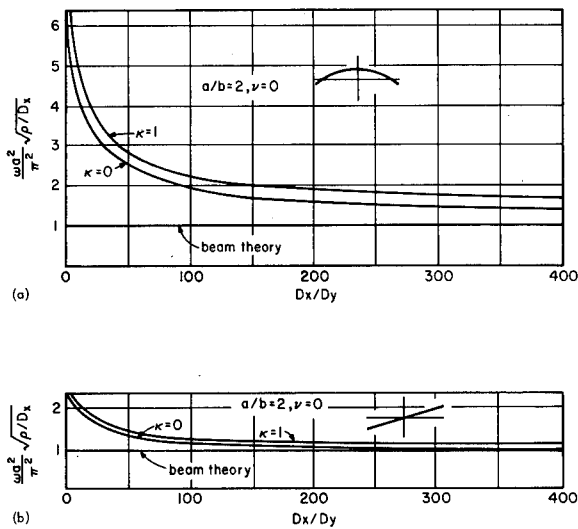 6
5
4
3
2
1
ωa²/π² √ρ/Dx
a/b=2, ν=0
κ=1
κ=0
beam theory
0 100 200 300 400
Dx/Dy
(a)
2
1
ωa²/π² √ρ/Dx
a/b=2, ν=0
κ=0
κ=1
beam theory
0 100 200 300 400
Dx/Dy
(b)